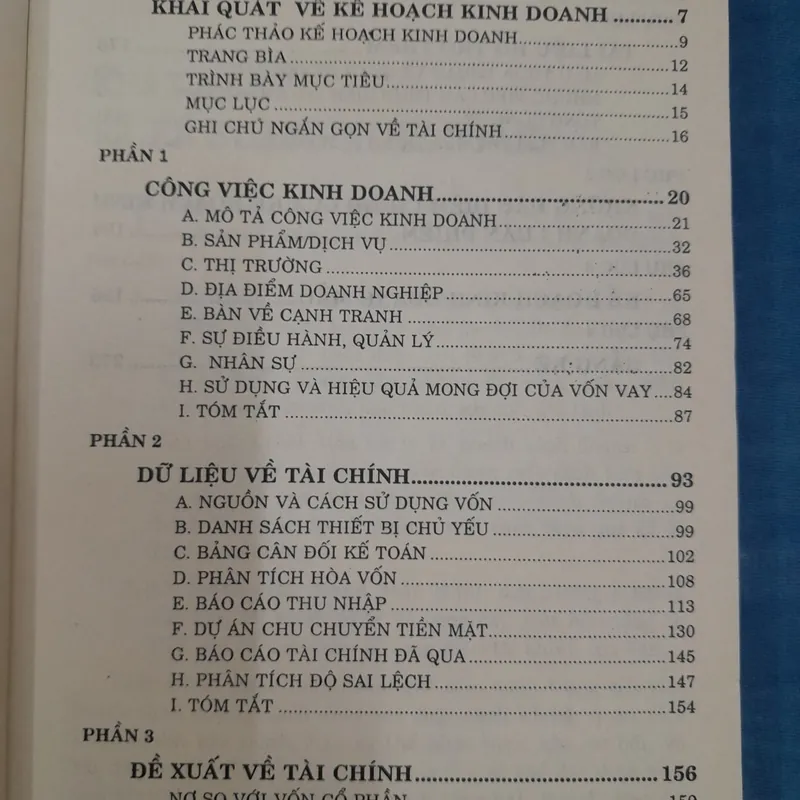 KHÁI QUÁT VỀ KẾ HOẠCH KINH DOANH ........... 7
PHÁC THẢO KẾ HOẠCH KINH DOANH ........... 9
TRANG BÌA ........... 12
TRÌNH BÀY MỤC TIÊU ........... 14
MỤC LỤC ........... 15
GHI CHÚ NGẮN GỌN VỀ TÀI CHÍNH ........... 16
PHẦN 1
CÔNG VIỆC KINH DOANH ........... 20
A. MÔ TẢ CÔNG VIỆC KINH DOANH ........... 21
B. SẢN PHẨM/DỊCH VỤ ........... 32
C. THỊ TRƯỜNG ........... 36
D. ĐỊA ĐIỂM DOANH NGHIỆP ........... 65
E. BÀN VỀ CẠNH TRANH ........... 68
F. SỰ ĐIỀU HÀNH, QUẢN LÝ ........... 74
G. NHÂN SỰ ........... 82
H. SỬ DỤNG VÀ HIỆU QUẢ MONG ĐỢI CỦA VỐN VAY .... 84
I. TÓM TẮT ........... 87
PHẦN 2
DỮ LIỆU VỀ TÀI CHÍNH ........... 93
A. NGUỒN VÀ CÁCH SỬ DỤNG VỐN ........... 99
B. DANH SÁCH THIẾT BỊ CHỦ YẾU ........... 99
C. BẢNG CÂN ĐỐI KẾ TOÁN ........... 102
D. PHÂN TÍCH HÒA VỐN ........... 108
E. BÁO CÁO THU NHẬP ........... 113
F. DỰ ÁN CHU CHUYỂN TIỀN MẶT ........... 130
G. BÁO CÁO TÀI CHÍNH ĐÃ QUA ........... 145
H. PHÂN TÍCH ĐỘ SAI LỆCH ........... 147
I. TÓM TẮT ........... 154
PHẦN 3
ĐỀ XUẤT VỀ TÀI CHÍNH ........... 156
NỢ SO VỚI VỐN CỔ PHẦN ........... 159